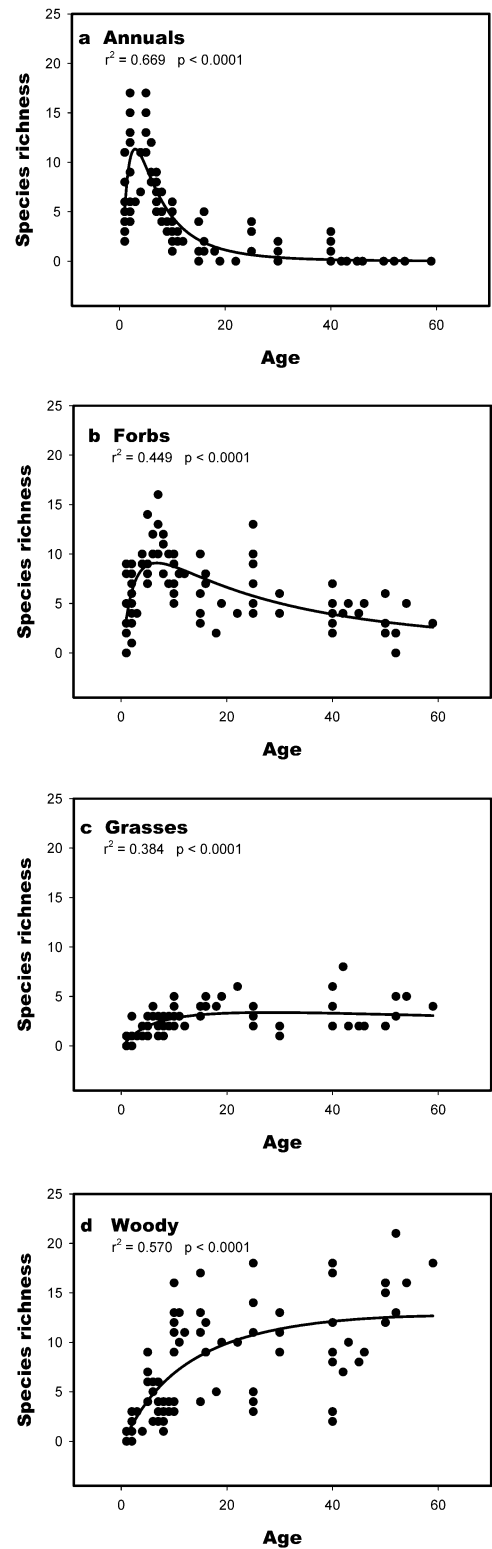 a Annuals
r² = 0.669 p < 0.0001
25
20
15
10
5
0
Species richness
0 20 40 60
Age
b Forbs
r² = 0.449 p < 0.0001
25
20
15
10
5
0
Species richness
0 20 40 60
Age
c Grasses
r² = 0.384 p < 0.0001
25
20
15
10
5
0
Species richness
0 20 40 60
Age
d Woody
r² = 0.570 p < 0.0001
25
20
15
10
5
0
Species richness
0 20 40 60
Age